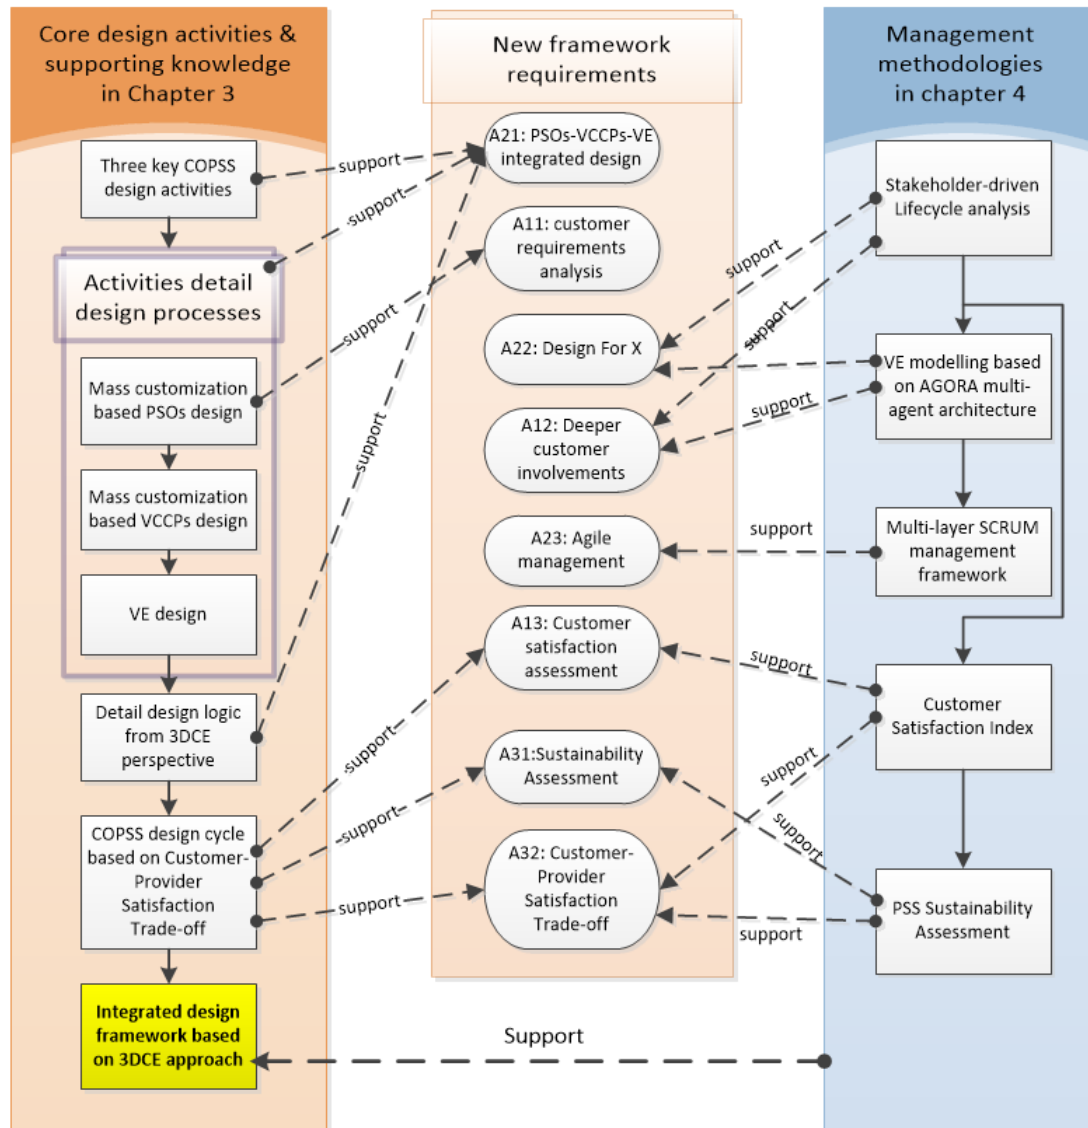 Core design activities &
supporting knowledge
in Chapter 3
New framework
requirements
Management
methodologies
in chapter 4
Three key COPSS
design activities
Activities detail
design processes
Mass customization
based PSOs design
Mass customization
based VCCPs design
VE design
Detail design logic
from 3DCE
perspective
COPSS design cycle
based on Customer-
Provider
Satisfaction
Trade-off
Integrated design
framework based
on 3DCE approach
support
support
support
support
support
support
support
A21: PSOs-VCCPs-VE
integrated design
A11: customer
requirements
analysis
A22: Design For X
A12: Deeper
customer
involvements
A23: Agile
management
A13: Customer
satisfaction
assessment
A31:Sustainability
Assessment
A32: Customer-
Provider
Satisfaction
Trade-off
support
support
support
support
support
support
support
support
Stakeholder-driven
Lifecycle analysis
VE modelling based
on AGORA multi-
agent architecture
Multi-layer SCRUM
management
framework
Customer
Satisfaction Index
PSS Sustainability
Assessment
Support